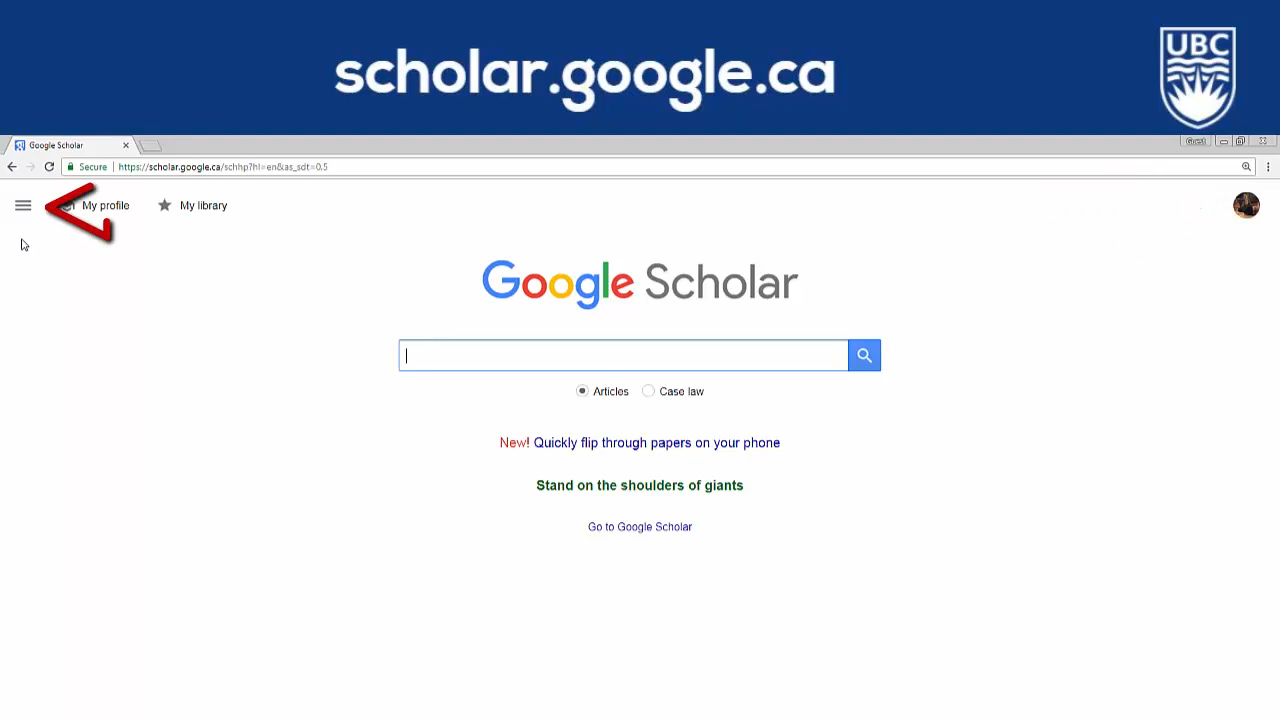 scholar.google.ca
UBC
Google Scholar
Guest
Secure https://scholar.google.ca/schhp?hl=en&as_sdt=0,5
My profile My library
Google Scholar
Articles Case law
New! Quickly flip through papers on your phone
Stand on the shoulders of giants
Go to Google Scholar